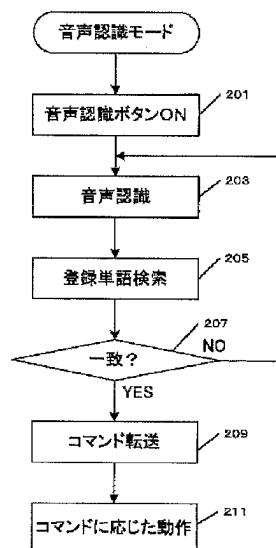 音声認識モード
201
音声認識ボタンON
203
音声認識
205
登録単語検索
207
一致?
NO
YES
209
コマンド転送
211
コマンドに応じた動作